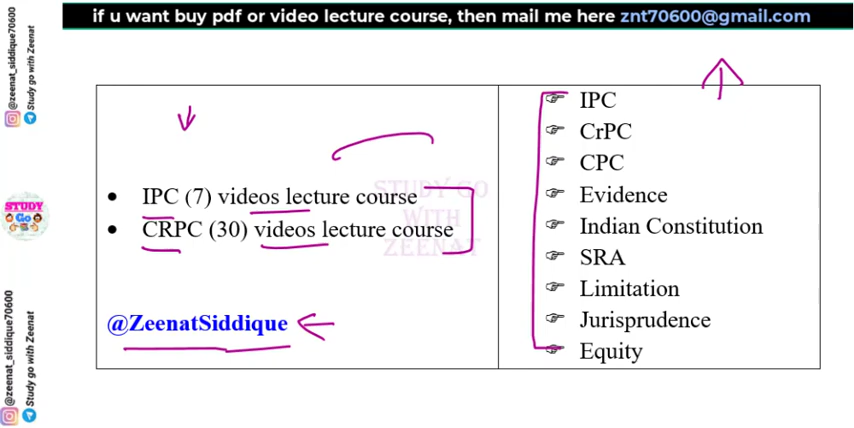 if u want buy pdf or video lecture course, then mail me here znt70600@gmail.com
@zeenat_siddique70600
Study go with Zeenat
STUDY
Go
IPC (7) videos lecture course
CRPC (30) videos lecture course
@ZeenatSiddique
STUDY GO
WITH
ZEENAT
IPC
CrPC
CPC
Evidence
Indian Constitution
SRA
Limitation
Jurisprudence
Equity
@zeenat_siddique70600
Study go with Zeenat